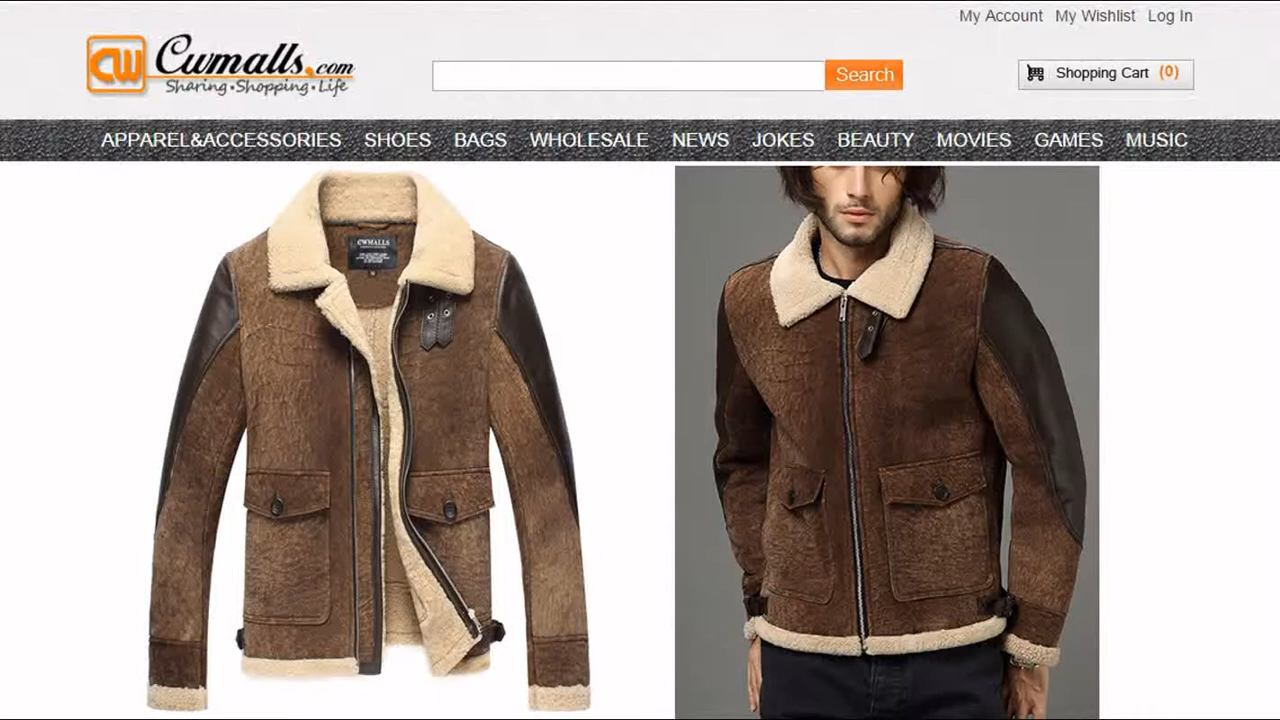 My Account My Wishlist Log In
CW Cwmalls.com
Sharing•Shopping•Life
Search
Shopping Cart (0)
APPAREL&ACCESSORIES SHOES BAGS WHOLESALE NEWS JOKES BEAUTY MOVIES GAMES MUSIC
CWMALLS